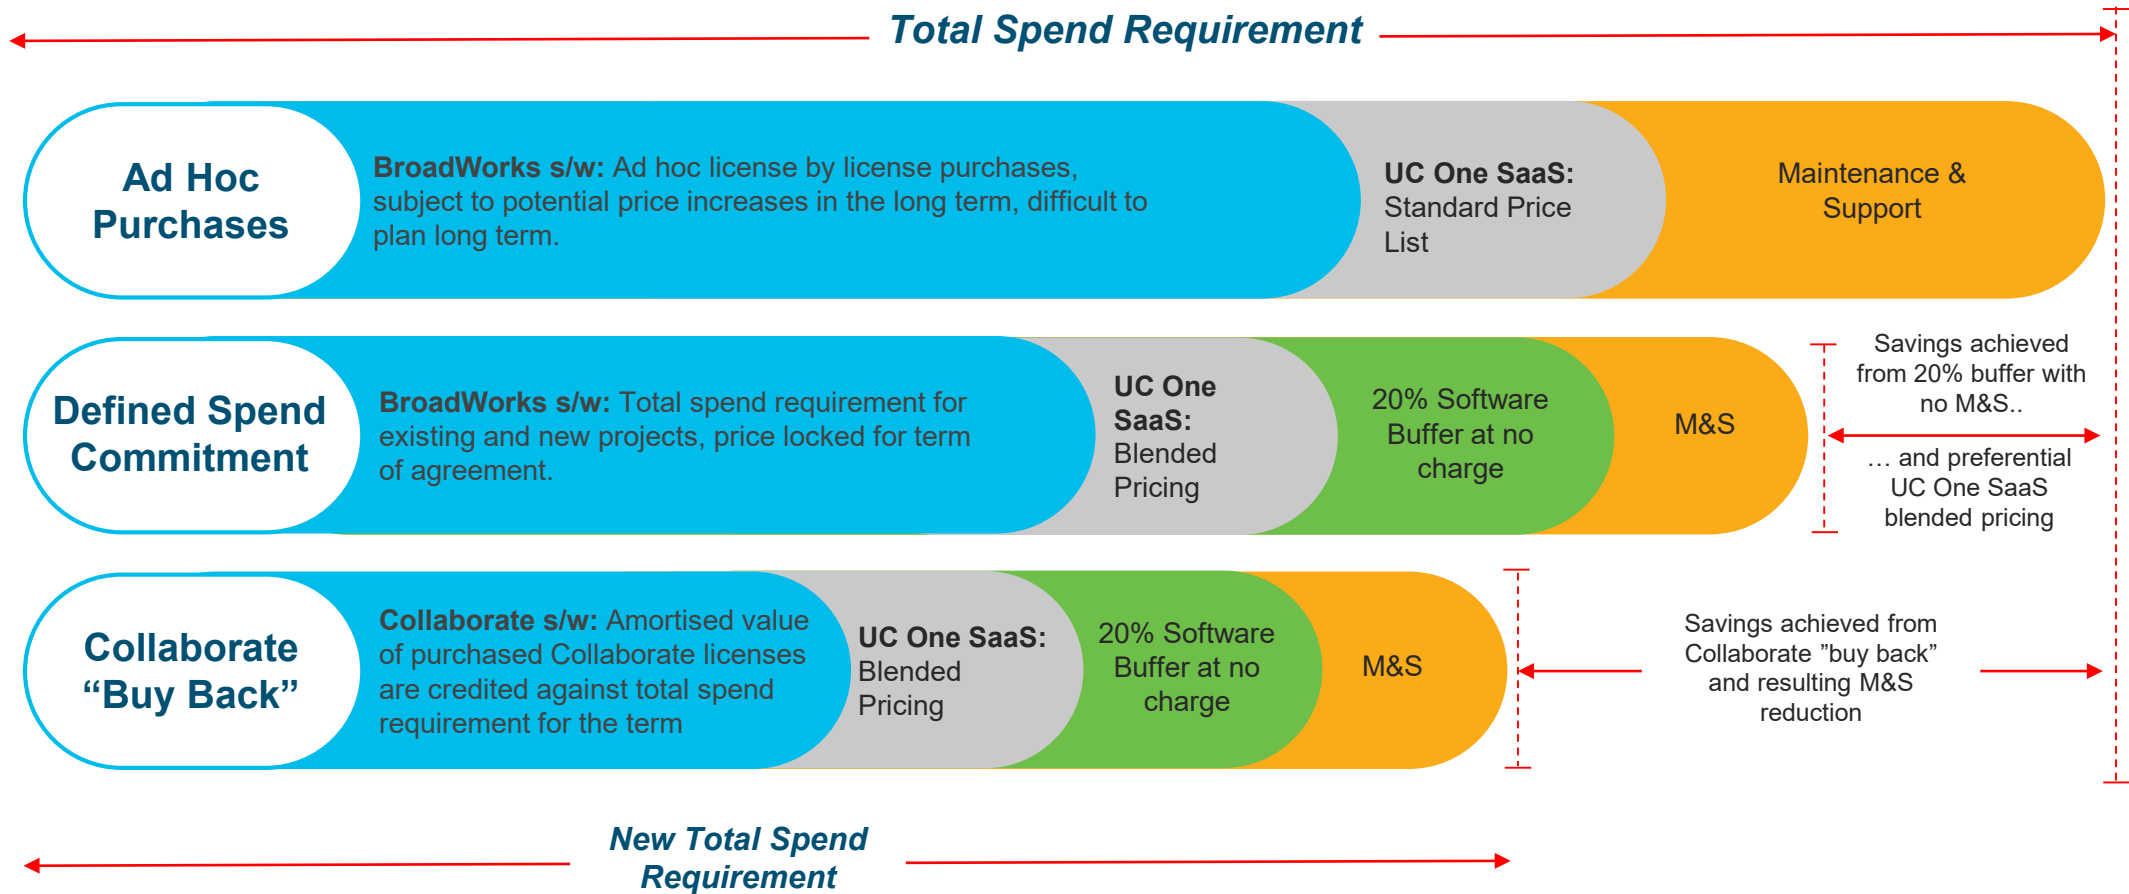 Total Spend Requirement
Ad Hoc
Purchases
BroadWorks s/w: Ad hoc license by license purchases,
subject to potential price increases in the long term, difficult to
plan long term.
UC One SaaS:
Standard Price
List
Maintenance &
Support
Defined Spend
Commitment
BroadWorks s/w: Total spend requirement for
existing and new projects, price locked for term
of agreement.
UC One
SaaS:
Blended
Pricing
20% Software
Buffer at no
charge
M&S
Savings achieved
from 20% buffer with
no M&S..
… and preferential
UC One SaaS
blended pricing
Collaborate
“Buy Back”
Collaborate s/w: Amortised value
of purchased Collaborate licenses
are credited against total spend
requirement for the term
UC One SaaS:
Blended
Pricing
20% Software
Buffer at no
charge
M&S
Savings achieved from
Collaborate ”buy back”
and resulting M&S
reduction
New Total Spend
Requirement